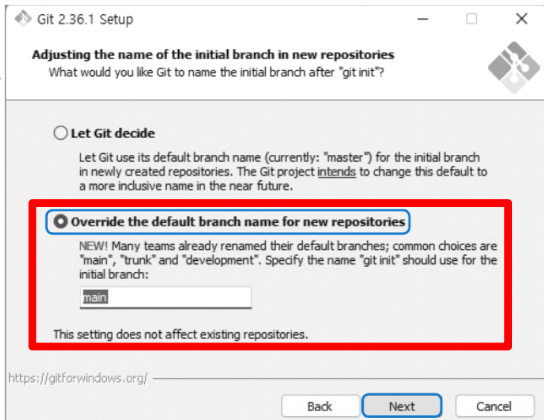 Git 2.36.1 Setup
Adjusting the name of the initial branch in new repositories
What would you like Git to name the initial branch after "git init"?
Let Git decide
Let Git use its default branch name (currently: "master") for the initial branch
in newly created repositories. The Git project intends to change this default to
a more inclusive name in the near future.
Override the default branch name for new repositories
NEW! Many teams already renamed their default branches; common choices are
"main", "trunk" and "development". Specify the name "git init" should use for the
initial branch:
main
This setting does not affect existing repositories.
https://gitforwindows.org/
Back Next Cancel